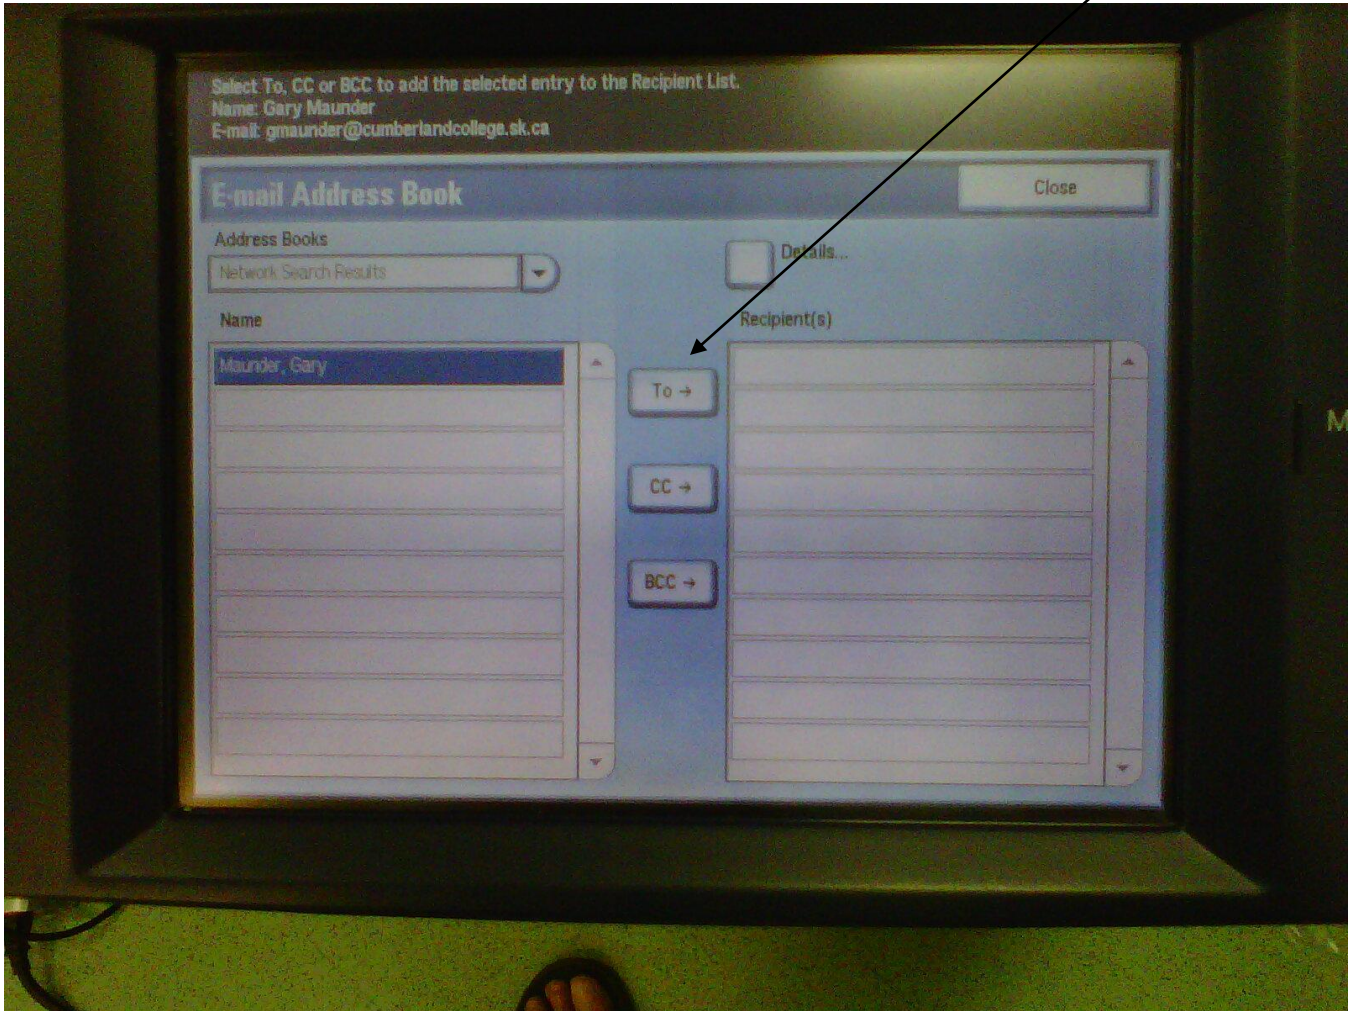 Select To, CC or BCC to add the selected entry to the Recipient List.
Name: Gary Maunder
E-mail: gmaunder@cumberlandcollege.sk.ca
E-mail Address Book
Close
Address Books
Details...
Network Search Results
Name
Recipient(s)
Maunder, Gary
To →
CC →
BCC →
M